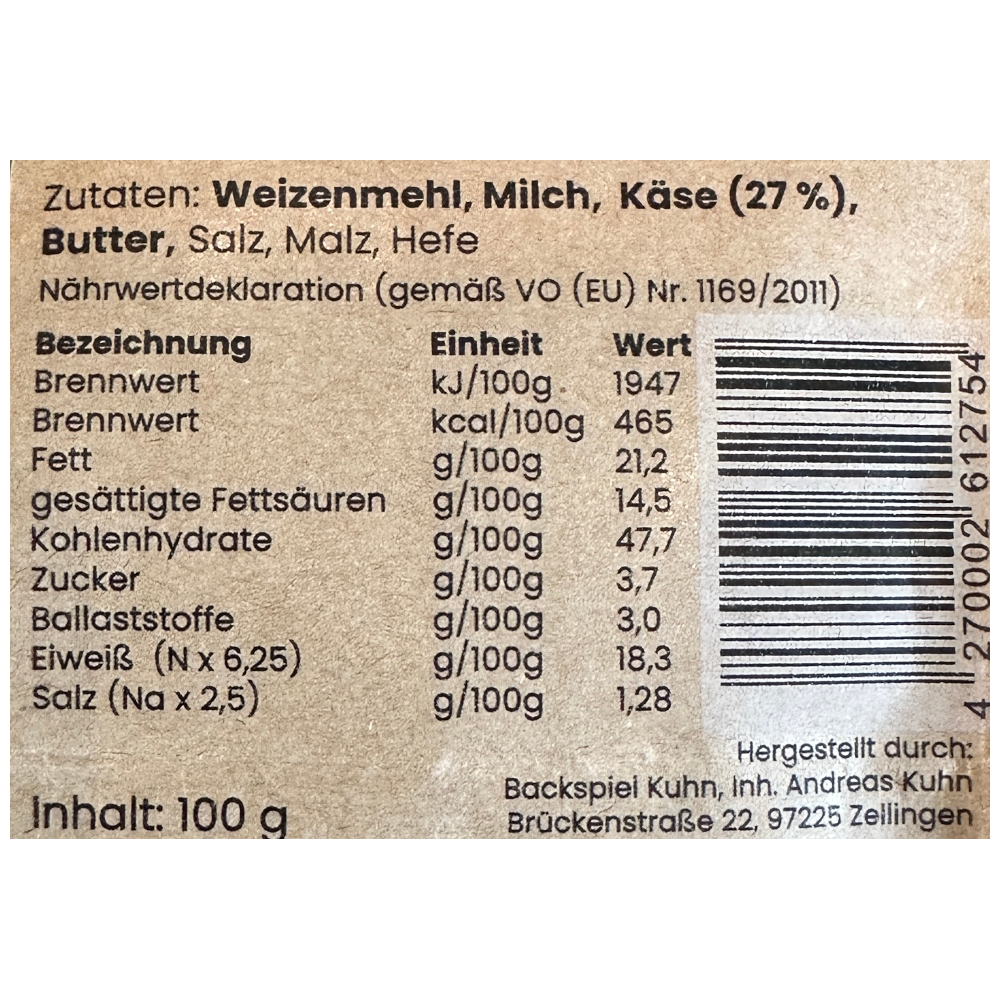 Zutaten: Weizenmehl, Milch, Käse (27 %),
Butter, Salz, Malz, Hefe
Nährwertdeklaration (gemäß VO (EU) Nr. 1169/2011)
Bezeichnung Einheit Wert
Brennwert kJ/100g 1947
Brennwert kcal/100g 465
Fett g/100g 21,2
gesättigte Fettsäuren g/100g 14,5
Kohlenhydrate g/100g 47,7
Zucker g/100g 3,7
Ballaststoffe g/100g 3,0
Eiweiß (N x 6,25) g/100g 18,3
Salz (Na x 2,5) g/100g 1,28
4 270002 612754
Hergestellt durch:
Backspiel Kuhn, Inh. Andreas Kuhn
Brückenstraße 22, 97225 Zellingen
Inhalt: 100 g